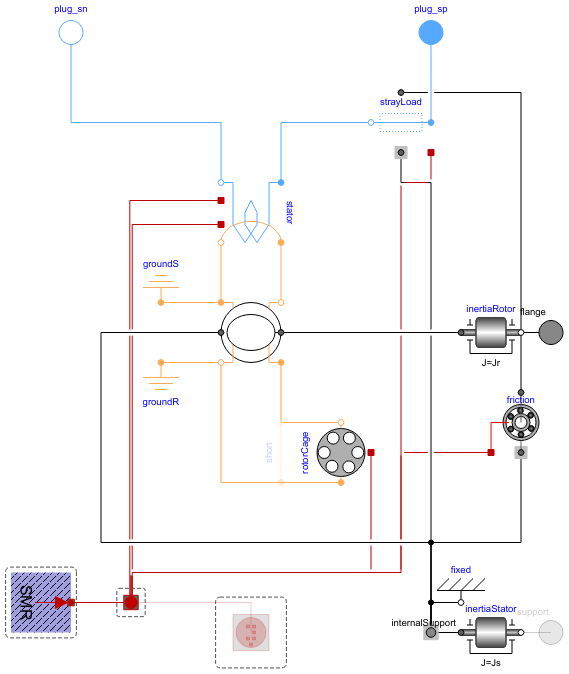 plug_sn
plug_sp
strayLoad
stator
groundS
inertiaRotor
flange
J=Jr
groundR
friction
short
rotorCage
fixed
SMR
inertiaStator
support
internalSupport
J=Js